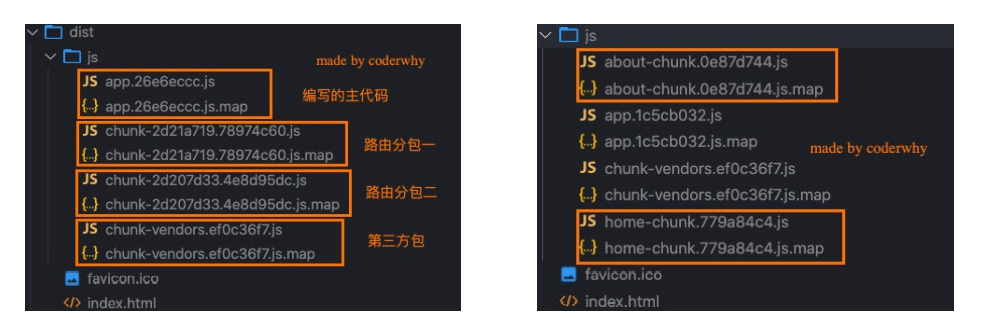 dist
js
made by coderwhy
JS app.26e6eccc.js
编写的主代码
{..} app.26e6eccc.js.map
JS chunk-2d21a719.78974c60.js
路由分包一
{..} chunk-2d21a719.78974c60.js.map
JS chunk-2d207d33.4e8d95dc.js
路由分包二
{..} chunk-2d207d33.4e8d95dc.js.map
JS chunk-vendors.ef0c36f7.js
第三方包
{..} chunk-vendors.ef0c36f7.js.map
favicon.ico
</> index.html
js
JS about-chunk.0e87d744.js
{..} about-chunk.0e87d744.js.map
JS app.1c5cb032.js
{..} app.1c5cb032.js.map
made by coderwhy
JS chunk-vendors.ef0c36f7.js
{..} chunk-vendors.ef0c36f7.js.map
JS home-chunk.779a84c4.js
{..} home-chunk.779a84c4.js.map
favicon.ico
</> index.html